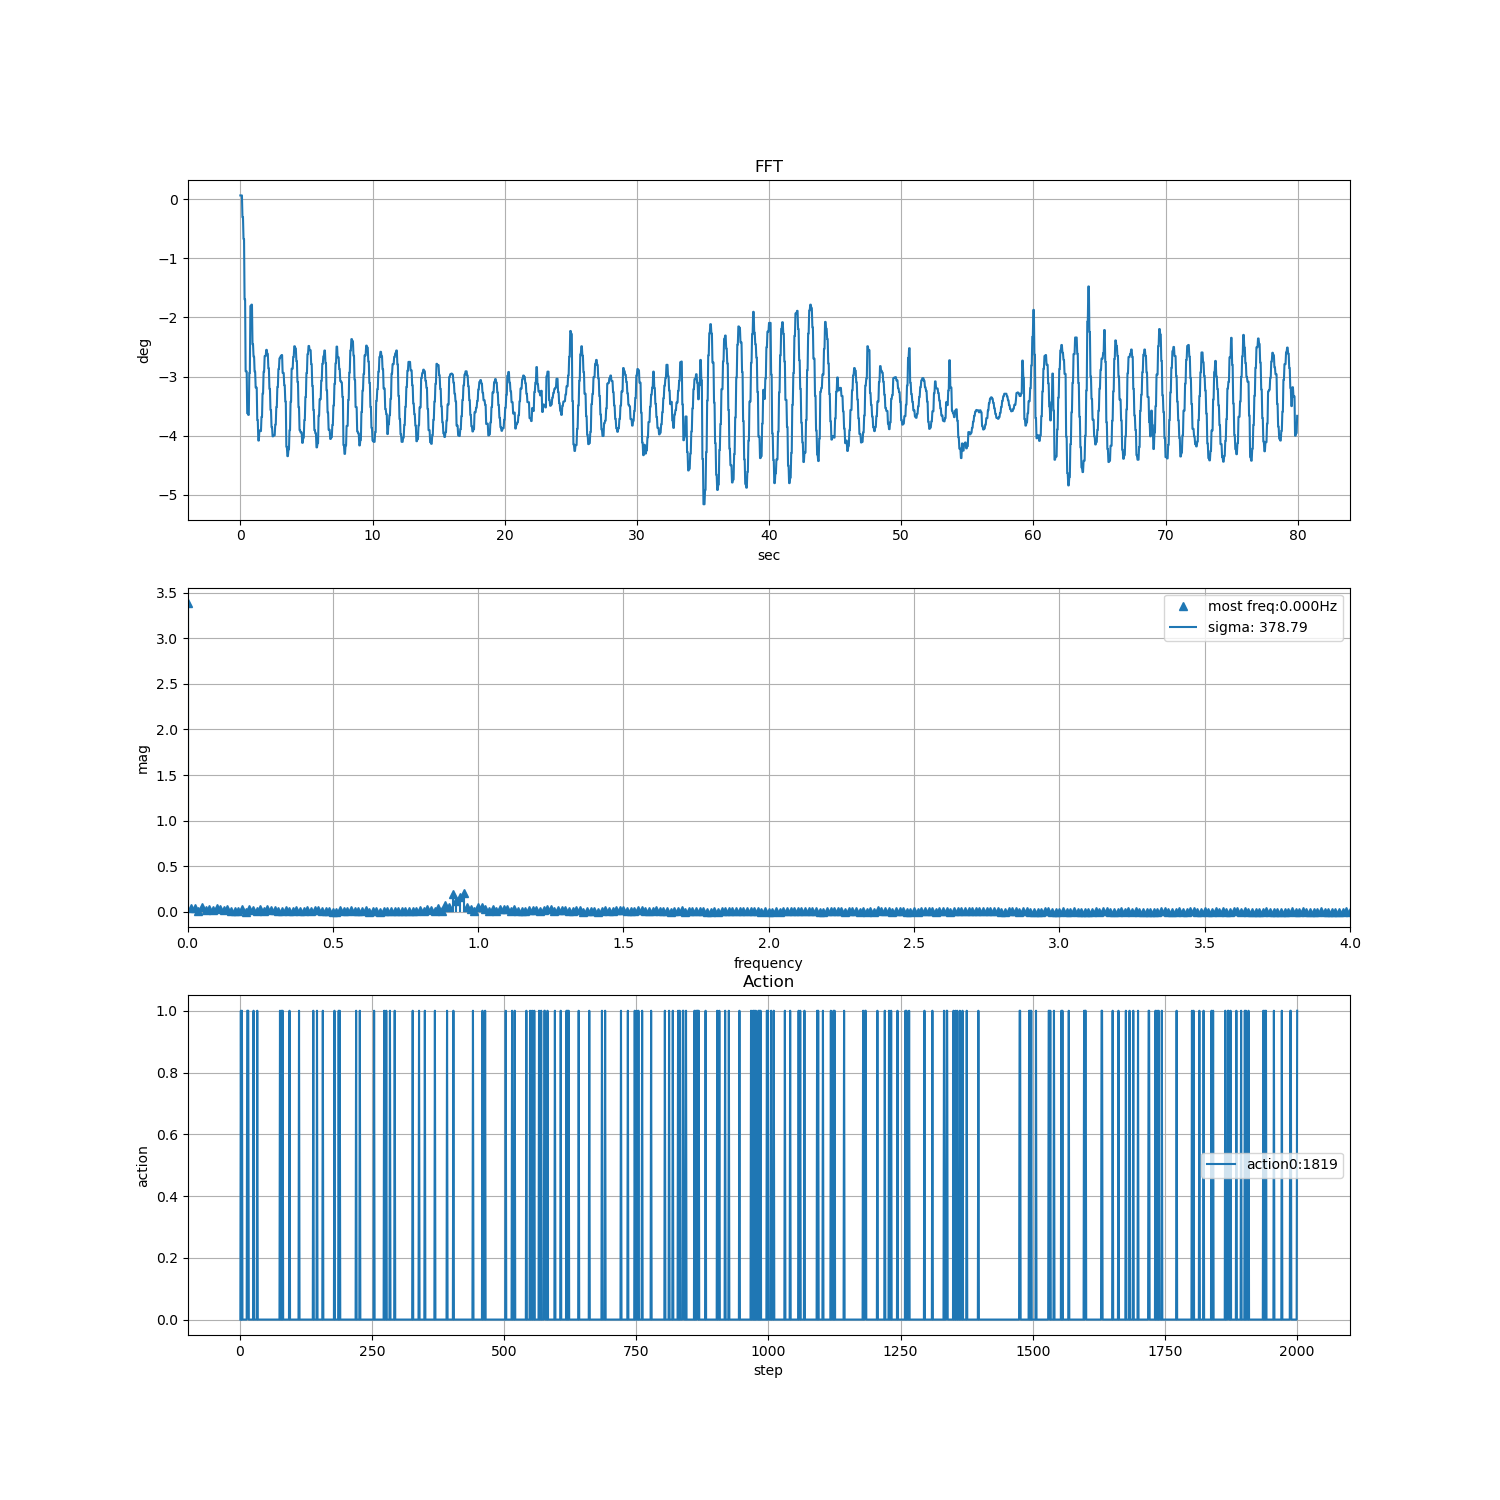 FFT
0
−1
−2
−3
−4
−5
deg
0 10 20 30 40 50 60 70 80
sec
3.5
3.0
2.5
2.0
1.5
1.0
0.5
0.0
mag
most freq:0.000Hz
sigma: 378.79
0.0 0.5 1.0 1.5 2.0 2.5 3.0 3.5 4.0
frequency
Action
1.0
0.8
0.6
0.4
0.2
0.0
action
action0:1819
0 250 500 750 1000 1250 1500 1750 2000
step